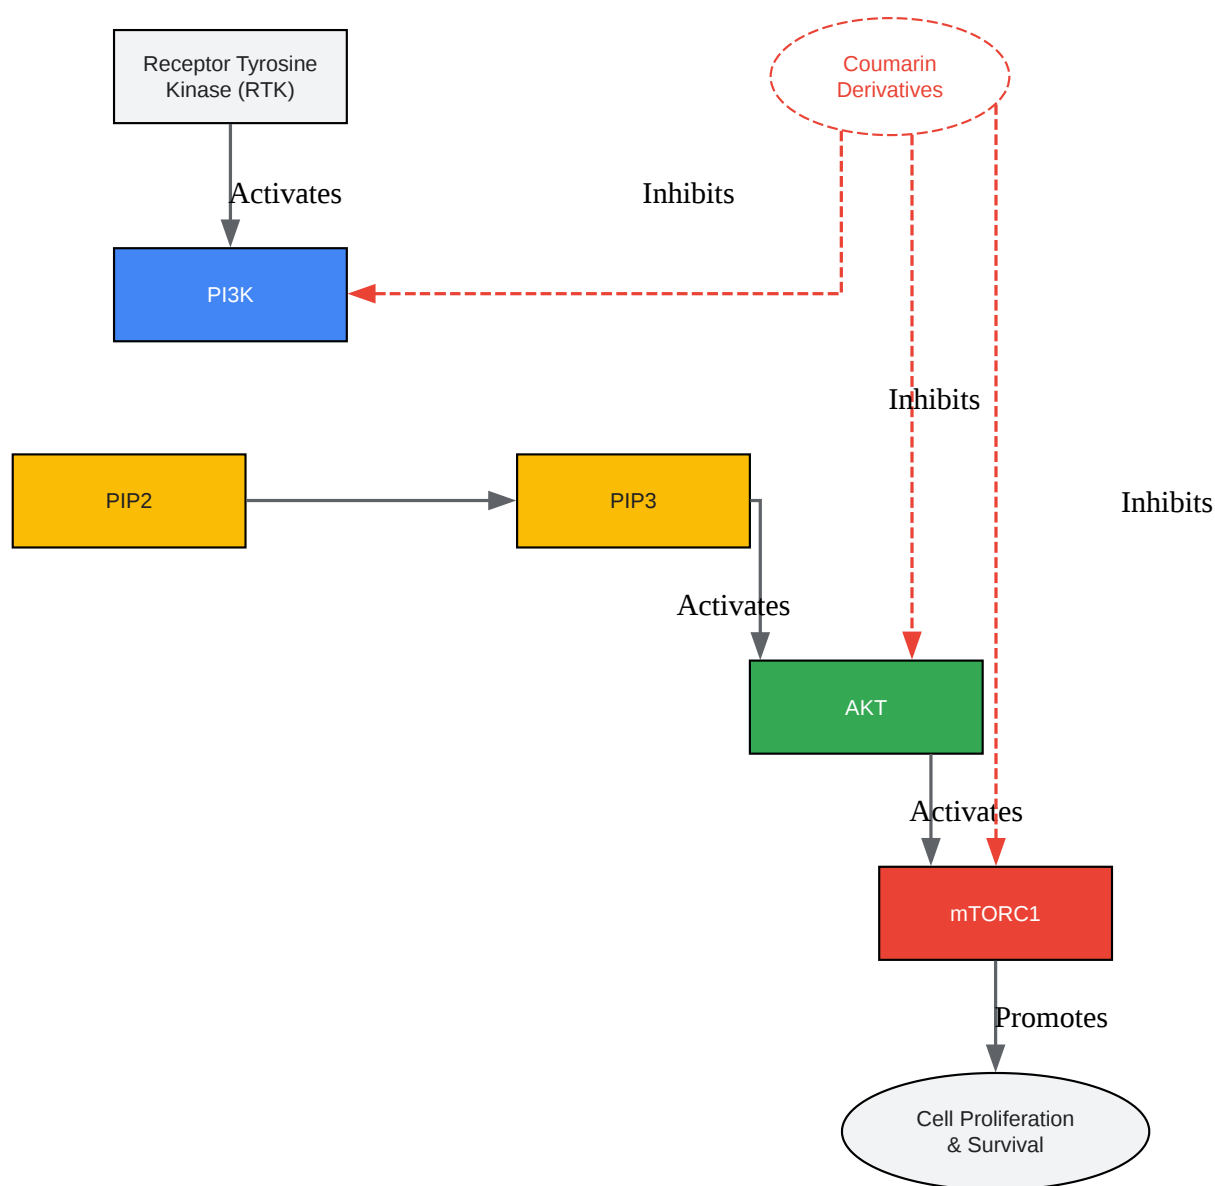 Receptor Tyrosine
Kinase (RTK)
Coumarin
Derivatives
Activates
Inhibits
PI3K
Inhibits
PIP2
PIP3
Inhibits
Activates
AKT
Activates
mTORC1
Promotes
Cell Proliferation
& Survival